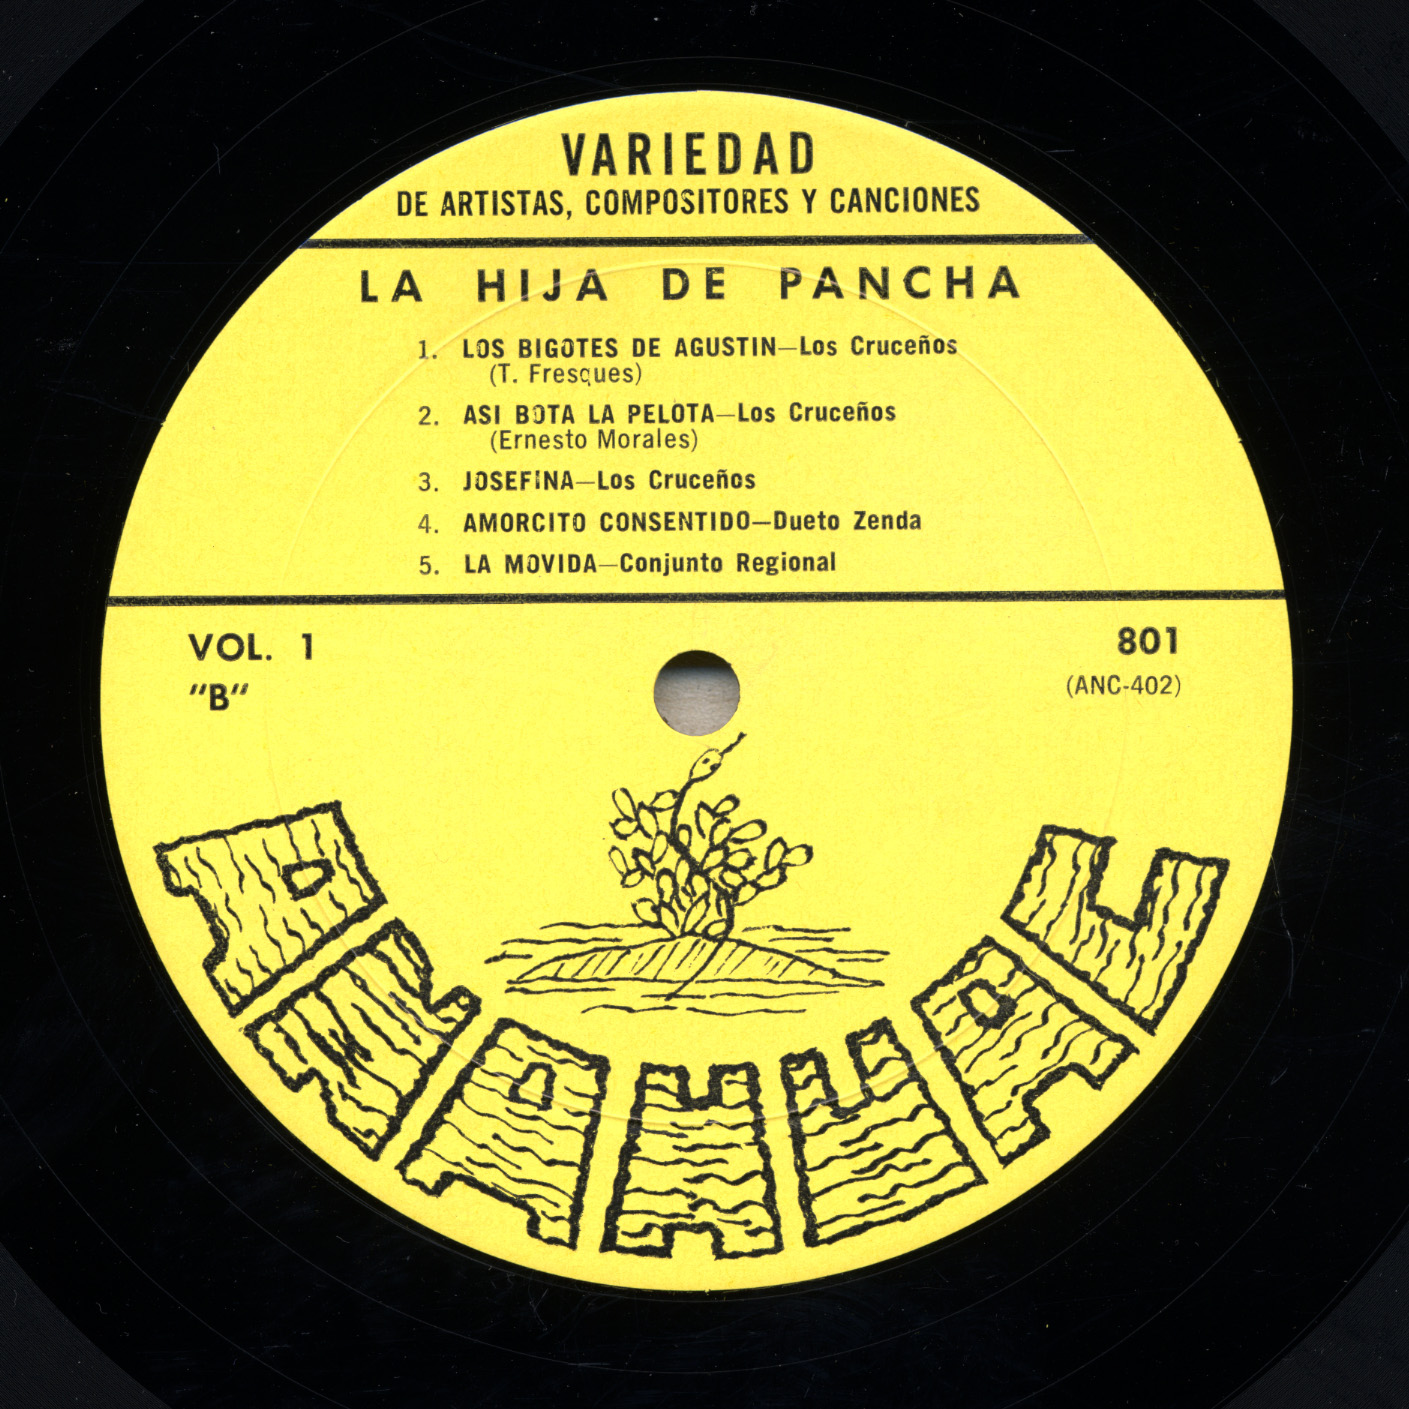 VARIEDAD
DE ARTISTAS, COMPOSITORES Y CANCIONES
LA HIJA DE PANCHA
1. LOS BIGOTES DE AGUSTIN—Los Cruceños
(T. Fresques)
2. ASI BOTA LA PELOTA—Los Cruceños
(Ernesto Morales)
3. JOSEFINA—Los Cruceños
4. AMORCITO CONSENTIDO—Dueto Zenda
5. LA MOVIDA—Conjunto Regional
VOL. 1
801
"B"
(ANC-402)
ANAHUAC